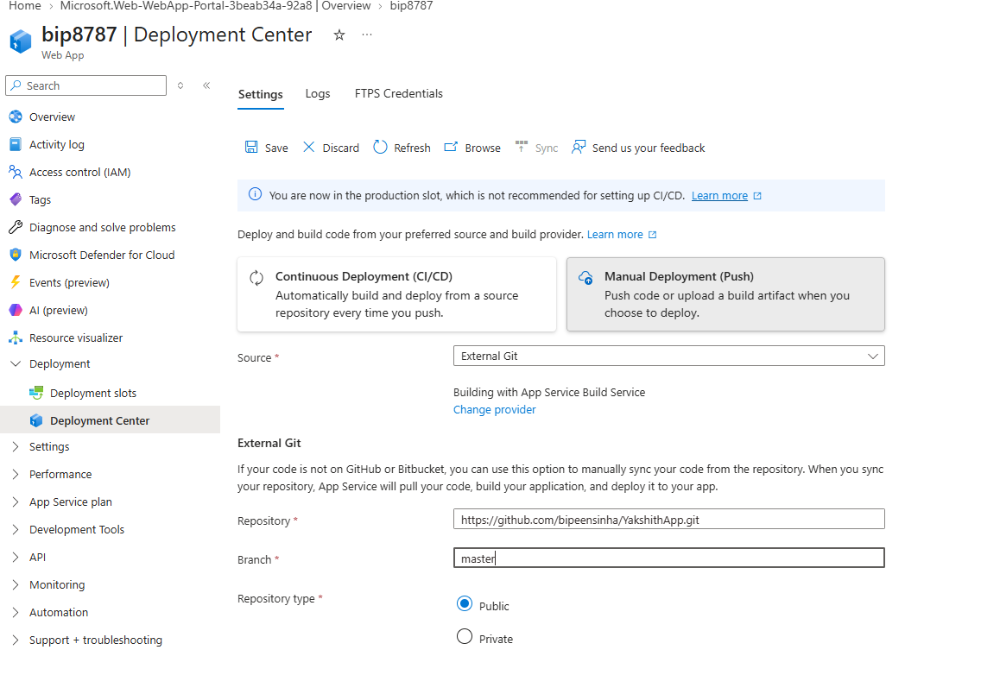 Home > Microsoft.Web-WebApp-Portal-3beab34a-92a8 | Overview > bip8787
bip8787 | Deployment Center
Web App
Search
Overview
Activity log
Access control (IAM)
Tags
Diagnose and solve problems
Microsoft Defender for Cloud
Events (preview)
AI (preview)
Resource visualizer
Deployment
Deployment slots
Deployment Center
Settings
Performance
App Service plan
Development Tools
API
Monitoring
Automation
Support + troubleshooting
Settings Logs FTPS Credentials
Save Discard Refresh Browse Sync Send us your feedback
You are now in the production slot, which is not recommended for setting up CI/CD. Learn more
Deploy and build code from your preferred source and build provider. Learn more
Continuous Deployment (CI/CD)
Automatically build and deploy from a source
repository every time you push.
Manual Deployment (Push)
Push code or upload a build artifact when you
choose to deploy.
Source * External Git
Building with App Service Build Service
Change provider
External Git
If your code is not on GitHub or Bitbucket, you can use this option to manually sync your code from the repository. When you sync
your repository, App Service will pull your code, build your application, and deploy it to your app.
Repository * https://github.com/bipeensinha/YakshithApp.git
Branch * master
Repository type * Public
Private